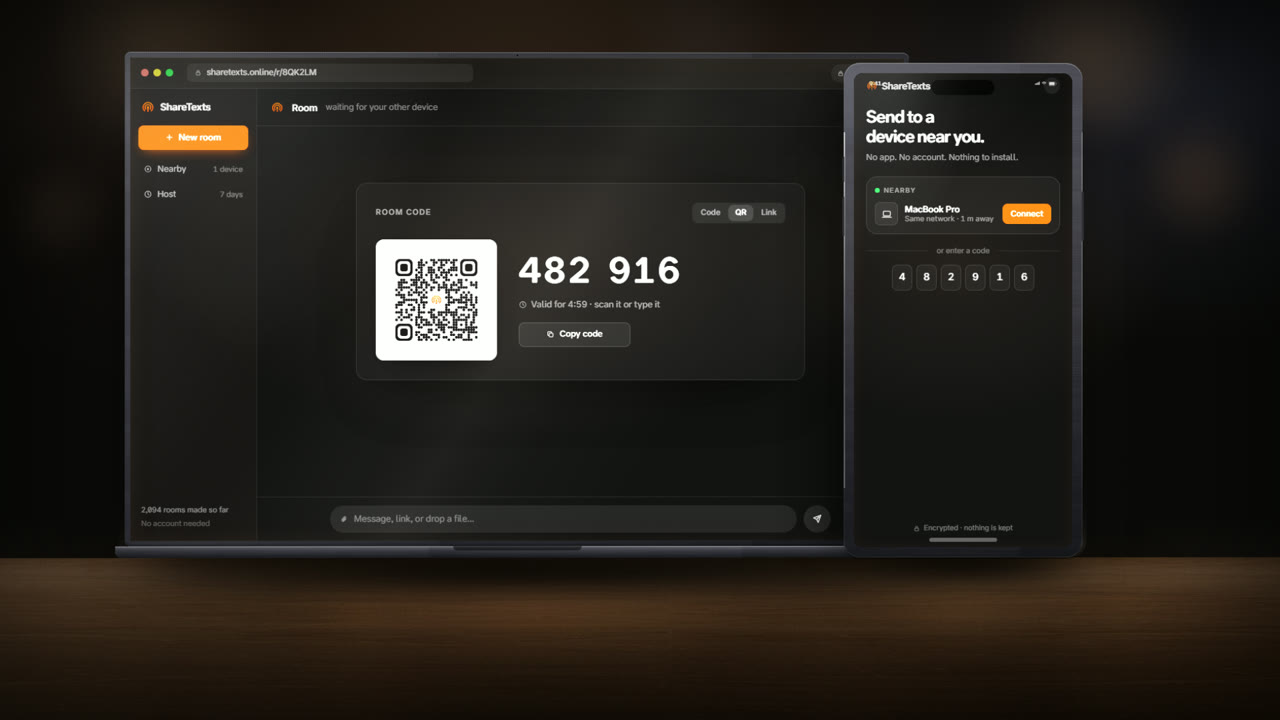 sharetexts.online/r/8QK2LM
ShareTexts
New room
Nearby 1 device
Host 7 days
2,094 rooms made so far
No account needed
Room waiting for your other device
ROOM CODE
Code QR Link
482 916
Valid for 4:59 · scan it or type it
Copy code
Message, link, or drop a file...
ShareTexts
Send to a
device near you.
No app. No account. Nothing to install.
NEARBY
MacBook Pro
Same network · 1 m away
Connect
or enter a code
4 8 2 9 1 6
Encrypted · nothing is kept